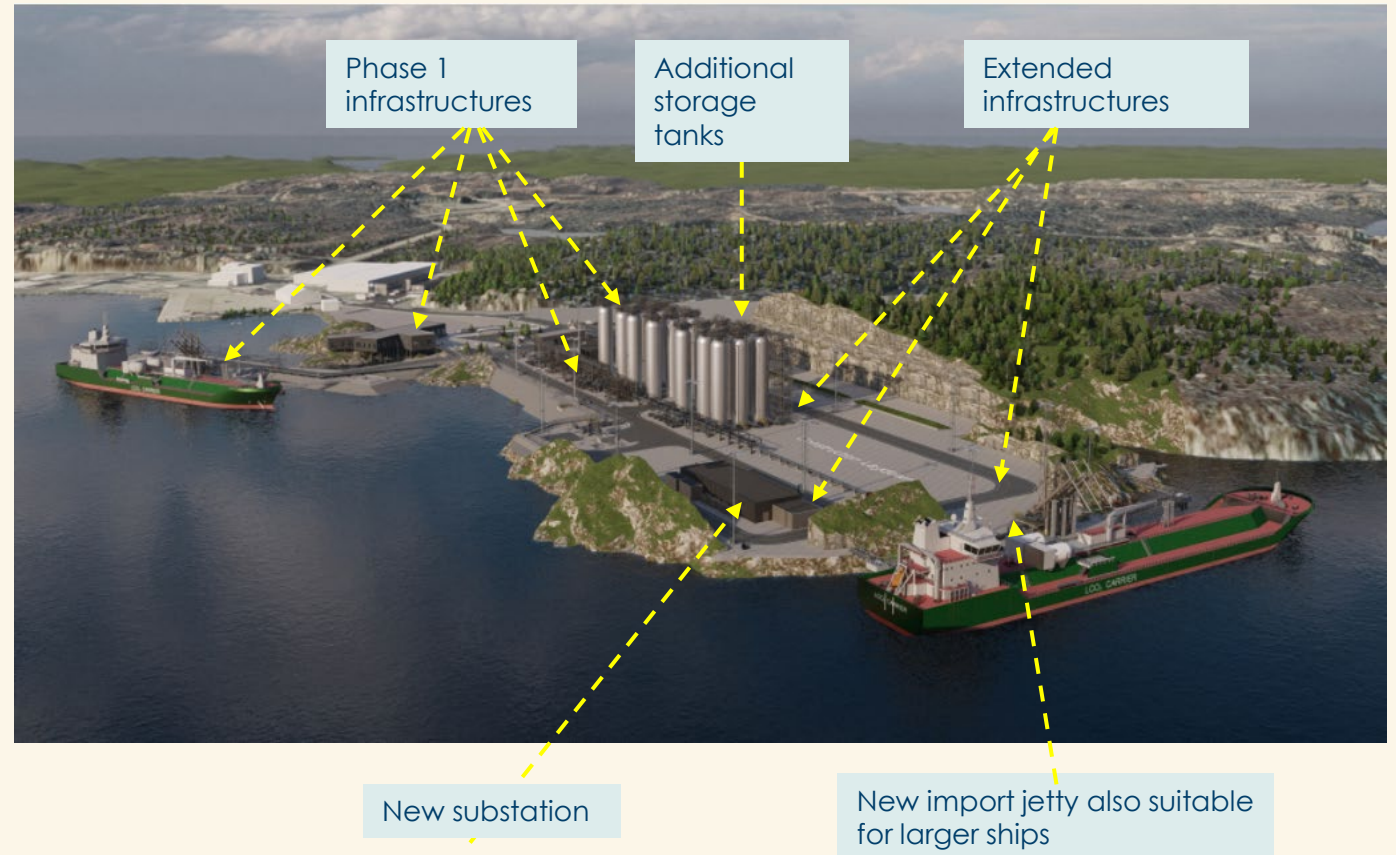 Phase 1
infrastructures
Additional
storage
tanks
Extended
infrastructures
LCO₂ CARRIER
New substation
New import jetty also suitable
for larger ships